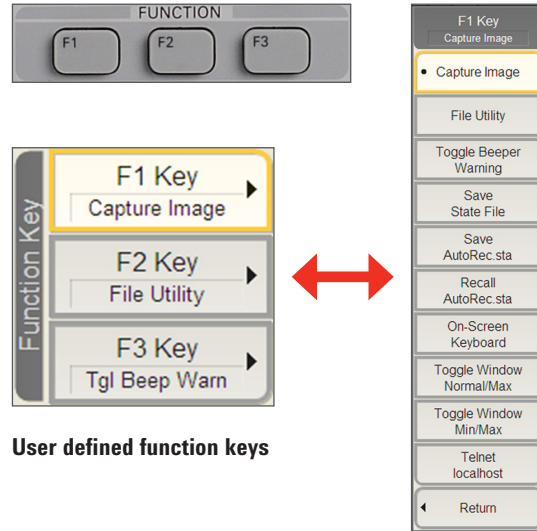 FUNCTION
F1
F2
F3
Function Key
F1 Key
Capture Image
F2 Key
File Utility
F3 Key
Tgl Beep Warn
User defined function keys
F1 Key
Capture Image
Capture Image
File Utility
Toggle Beeper
Warning
Save
State File
Save
AutoRec.sta
Recall
AutoRec.sta
On-Screen
Keyboard
Toggle Window
Normal/Max
Toggle Window
Min/Max
Telnet
localhost
Return